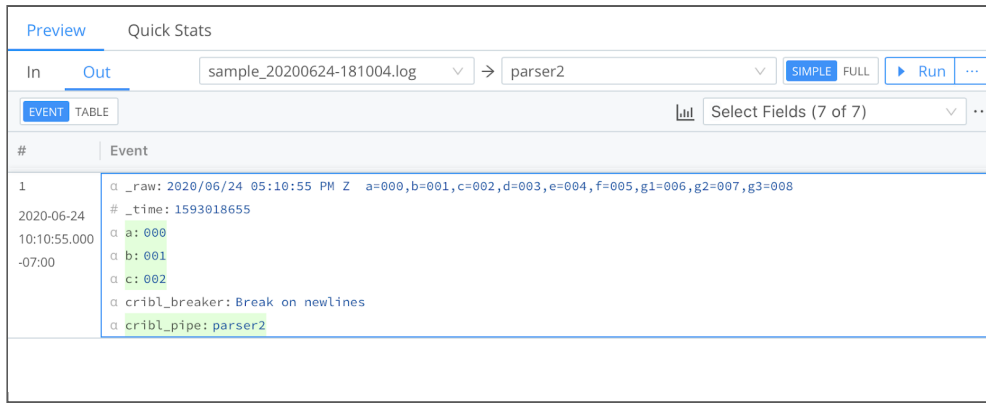 Preview Quick Stats
In Out sample_20200624-181004.log → parser2 SIMPLE FULL Run ...
EVENT TABLE Select Fields (7 of 7)
# Event
1 α _raw: 2020/06/24 05:10:55 PM Z a=000,b=001,c=002,d=003,e=004,f=005,g1=006,g2=007,g3=008
2020-06-24 # _time: 1593018655
10:10:55.000 α a: 000
-07:00 α b: 001
α c: 002
α cribl_breaker: Break on newlines
α cribl_pipe: parser2